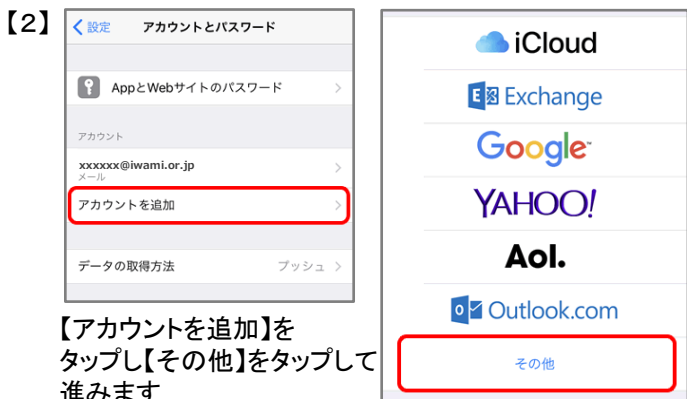 【2】
設定 アカウントとパスワード
AppとWebサイトのパスワード
アカウント
xxxxxx@iwami.or.jp
メール
アカウントを追加
データの取得方法 プッシュ
【アカウントを追加】を
タップし【その他】をタップして
進みます
iCloud
Exchange
Google
YAHOO!
Aol.
Outlook.com
その他